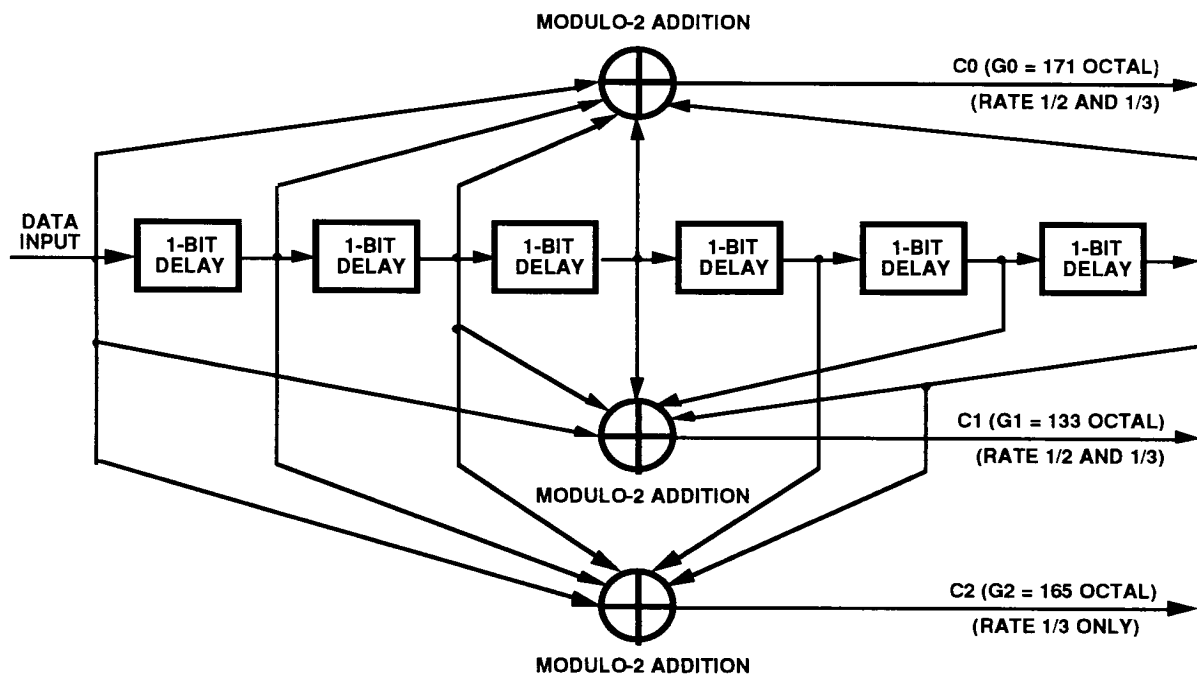 MODULO-2 ADDITION
C0 (G0 = 171 OCTAL)
(RATE 1/2 AND 1/3)
DATA
INPUT
1-BIT
DELAY
1-BIT
DELAY
1-BIT
DELAY
1-BIT
DELAY
1-BIT
DELAY
1-BIT
DELAY
C1 (G1 = 133 OCTAL)
(RATE 1/2 AND 1/3)
MODULO-2 ADDITION
C2 (G2 = 165 OCTAL)
(RATE 1/3 ONLY)
MODULO-2 ADDITION